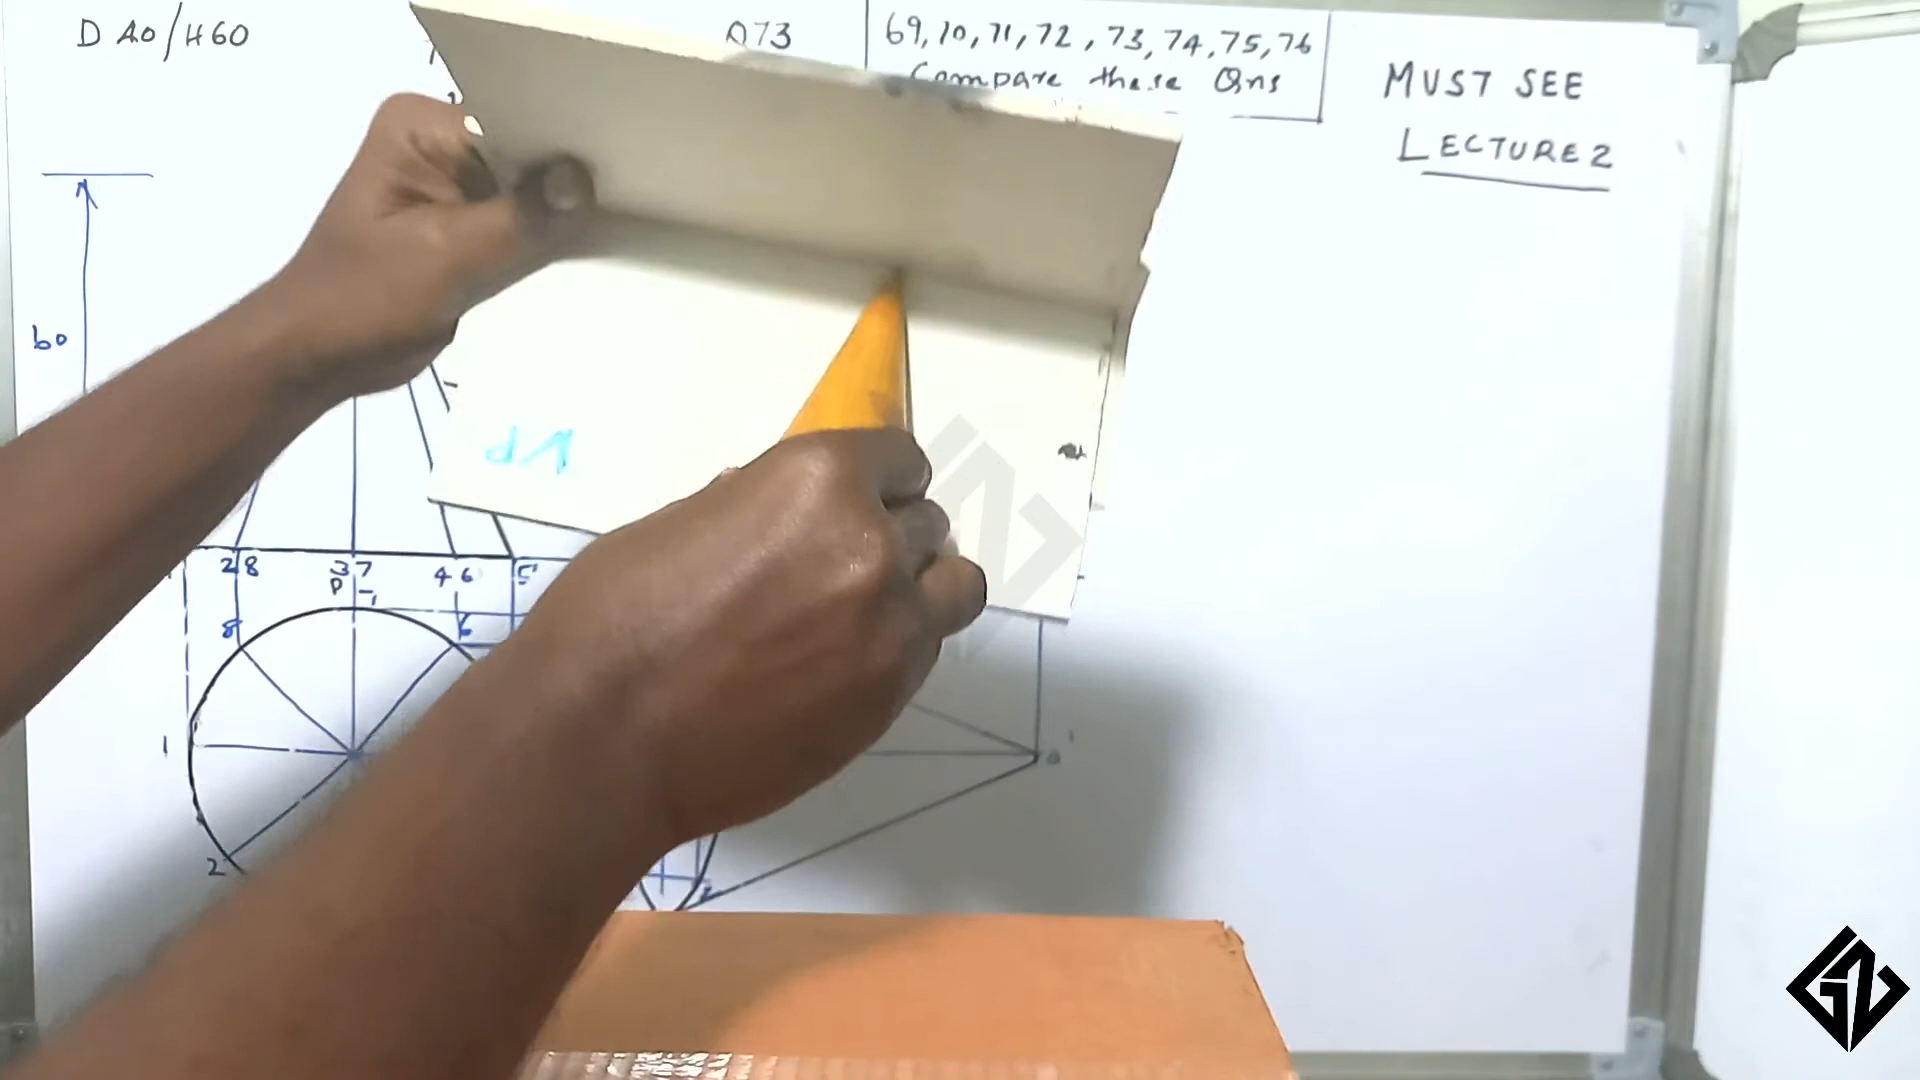 D 40/H60
Q73
69, 70, 71, 72, 73, 74, 75, 76
Compare these Qns
MUST SEE
LECTURE 2
60
VP
2 8
3 7
4 6
5'
P
8
6
1
2
o'